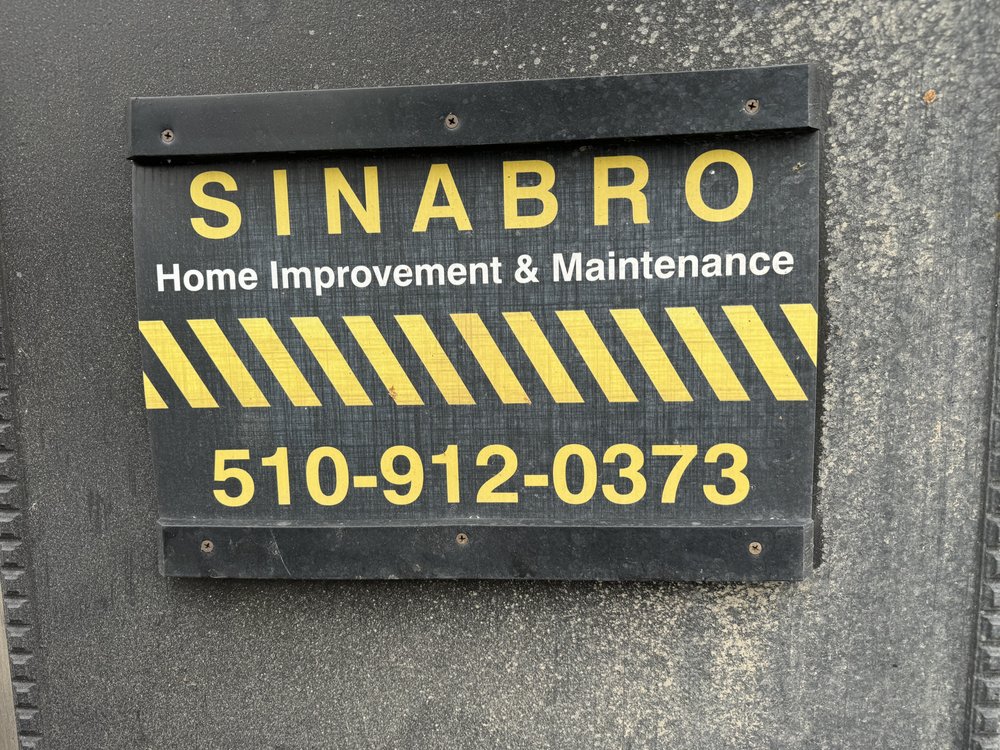 SINABRO
Home Improvement & Maintenance
510-912-0373